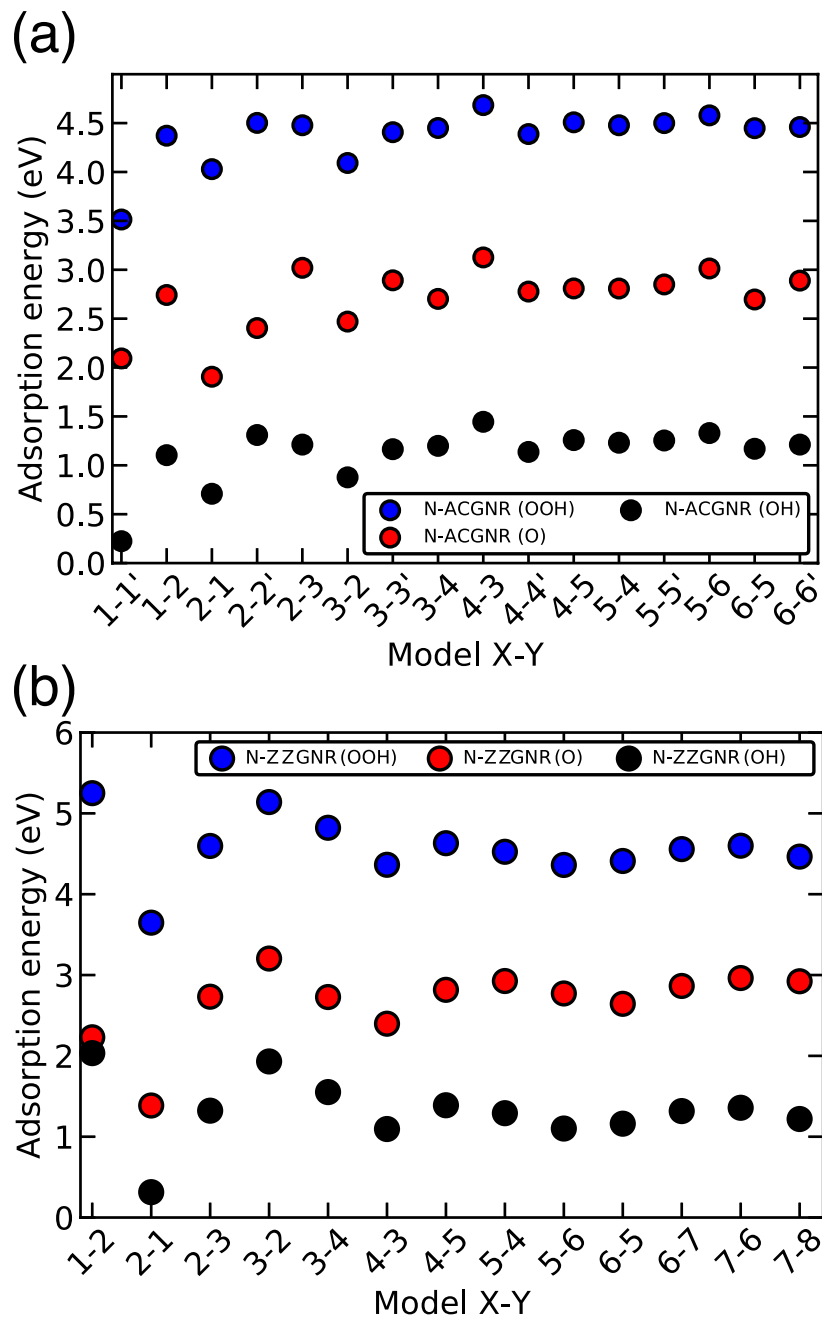 (a)
Adsorption energy (eV)
4.5
4.0
3.5
3.0
2.5
2.0
1.5
1.0
0.5
0.0
N-ACGNR (OOH) N-ACGNR (OH)
N-ACGNR (O)
1-1' 1-2 2-1 2-2' 2-3 3-2 3-3' 3-4 4-3 4-4' 4-5 5-4 5-5' 5-6 6-5 6-6'
Model X-Y
(b)
Adsorption energy (eV)
6
5
4
3
2
1
0
N-ZZGNR(OOH) N-ZZGNR(O) N-ZZGNR(OH)
1-2 2-1 2-3 3-2 3-4 4-3 4-5 5-4 5-6 6-5 6-7 7-6 7-8
Model X-Y